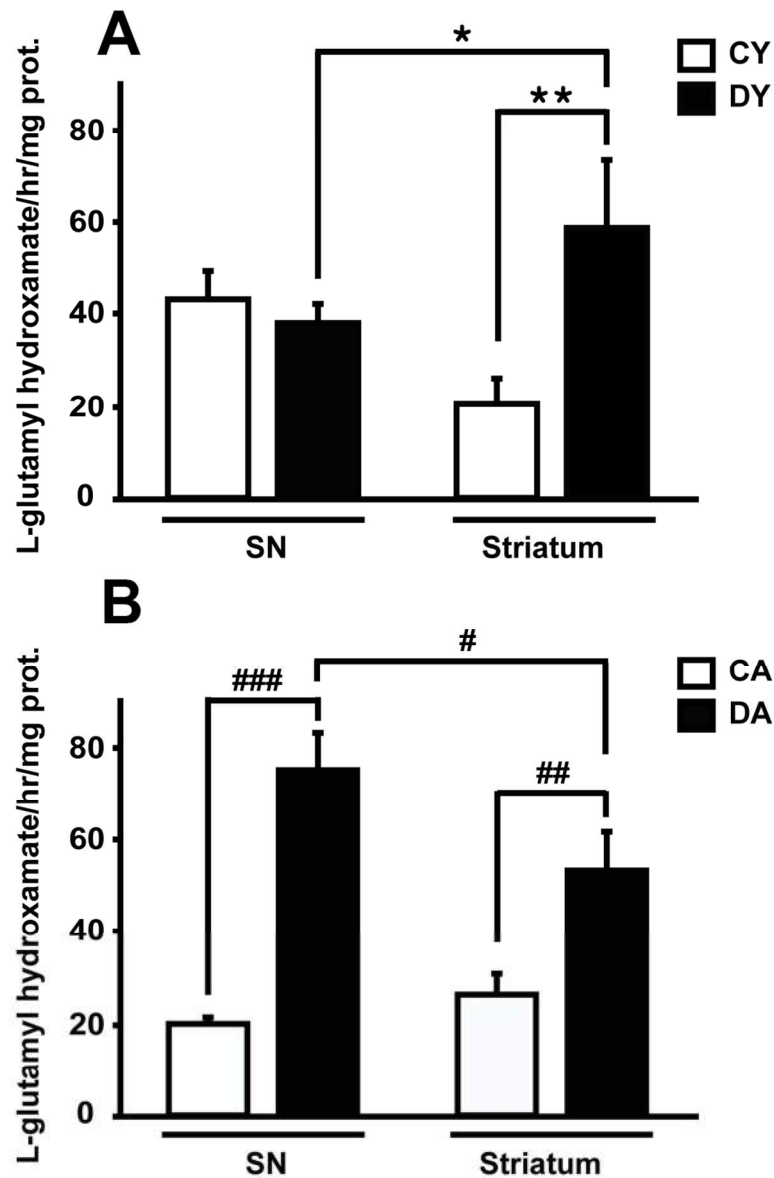 A
L-glutamyl hydroxamate/hr/mg prot.
CY
DY
*
**
80
60
40
20
0
SN Striatum
B
L-glutamyl hydroxamate/hr/mg prot.
CA
DA
#
###
##
80
60
40
20
0
SN Striatum